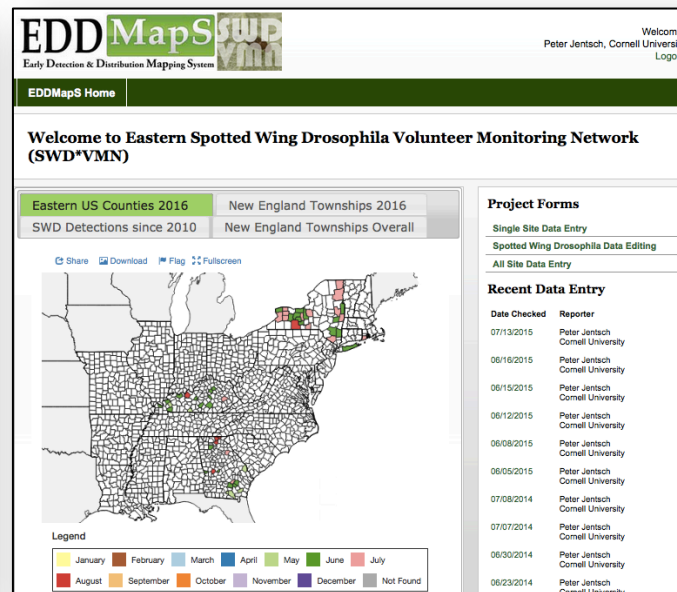 EDD MapS SWD VMN
Early Detection & Distribution Mapping System
Welcom
Peter Jentsch, Cornell Universi
Logo
EDDMapS Home
Welcome to Eastern Spotted Wing Drosophila Volunteer Monitoring Network
(SWD*VMN)
Eastern US Counties 2016
New England Townships 2016
SWD Detections since 2010
New England Townships Overall
Share Download Flag Fullscreen
Legend
January February March April May June July
August September October November December Not Found
Project Forms
Single Site Data Entry
Spotted Wing Drosophila Data Editing
All Site Data Entry
Recent Data Entry
Date Checked Reporter
07/13/2015 Peter Jentsch
Cornell University
06/16/2015 Peter Jentsch
Cornell University
06/15/2015 Peter Jentsch
Cornell University
06/12/2015 Peter Jentsch
Cornell University
06/08/2015 Peter Jentsch
Cornell University
06/05/2015 Peter Jentsch
Cornell University
07/08/2014 Peter Jentsch
Cornell University
07/07/2014 Peter Jentsch
Cornell University
06/30/2014 Peter Jentsch
Cornell University
06/23/2014 Peter Jentsch
Cornell University